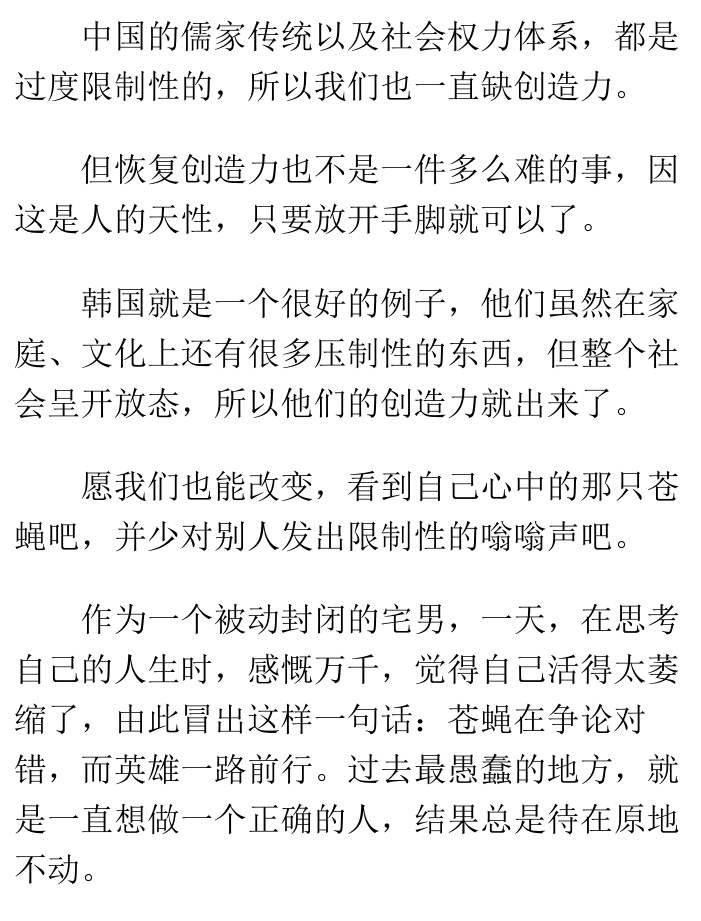 中国的儒家传统以及社会权力体系，都是
过度限制性的，所以我们也一直缺创造力。
但恢复创造力也不是一件多么难的事，因
这是人的天性，只要放开手脚就可以了。
韩国就是一个很好的例子，他们虽然在家
庭、文化上还有很多压制性的东西，但整个社
会呈开放态，所以他们的创造力就出来了。
愿我们也能改变，看到自己心中的那只苍
蝇吧，并少对别人发出限制性的嗡嗡声吧。
作为一个被动封闭的宅男，一天，在思考
自己的人生时，感慨万千，觉得自己活得太萎
缩了，由此冒出这样一句话：苍蝇在争论对
错，而英雄一路前行。过去最愚蠢的地方，就
是一直想做一个正确的人，结果总是待在原地
不动。